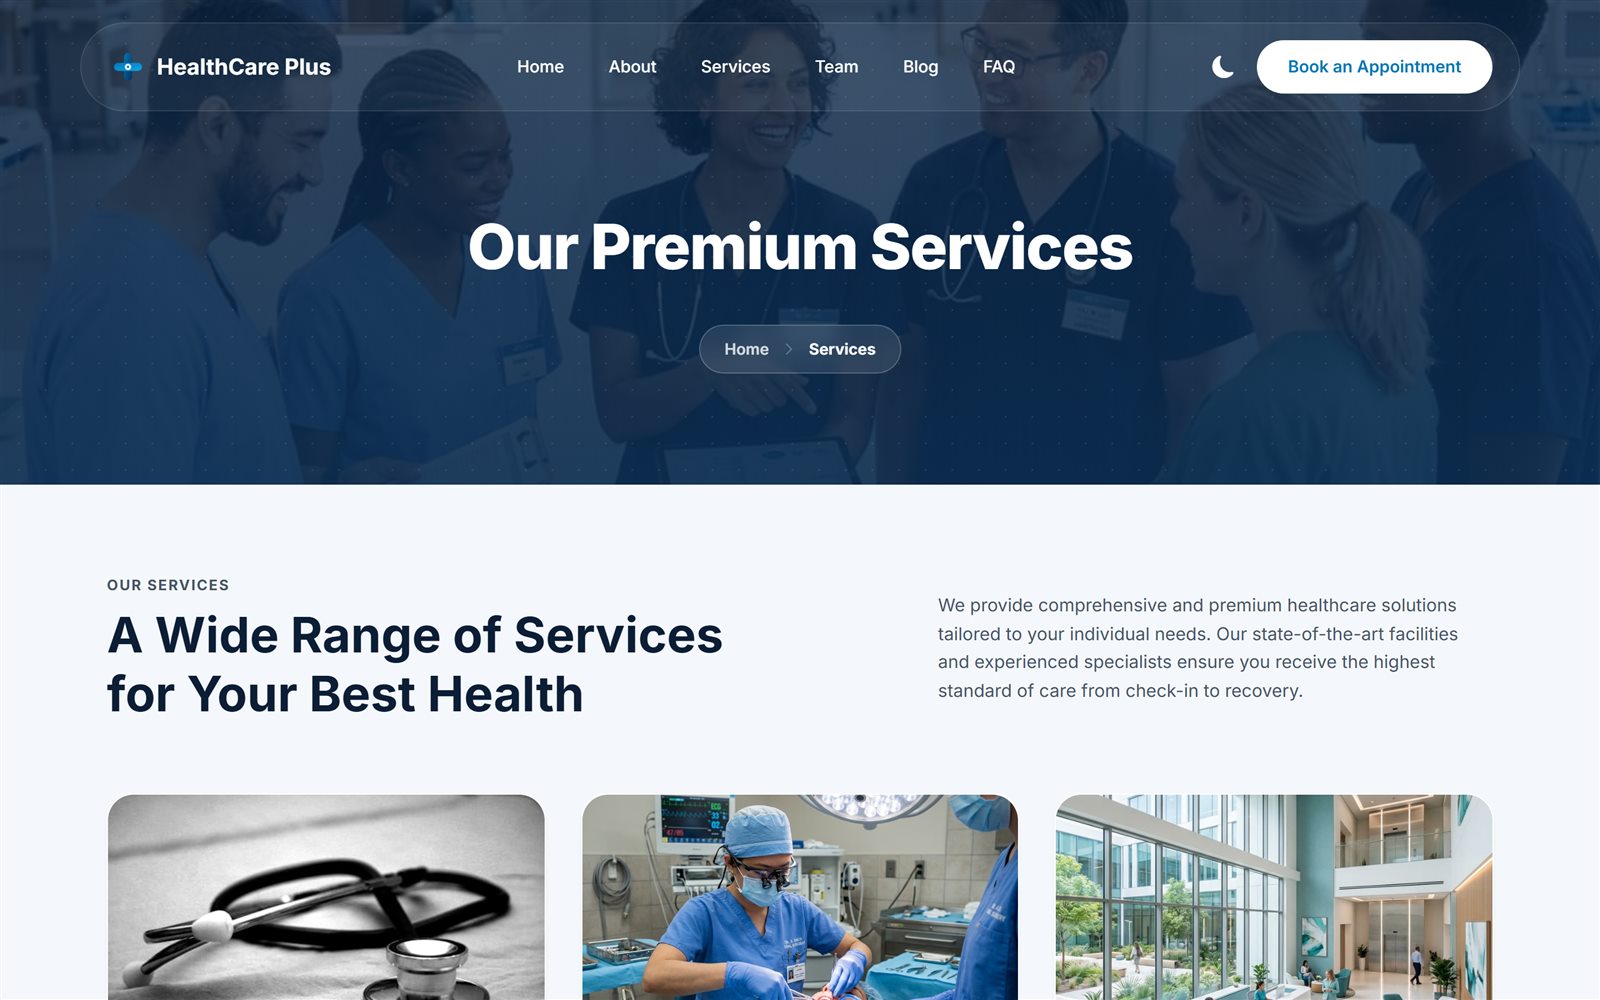 HealthCare Plus
Home
About
Services
Team
Blog
FAQ
Book an Appointment
Our Premium Services
Home
Services
OUR SERVICES
A Wide Range of Services
for Your Best Health
We provide comprehensive and premium healthcare solutions
tailored to your individual needs. Our state-of-the-art facilities
and experienced specialists ensure you receive the highest
standard of care from check-in to recovery.
ECG